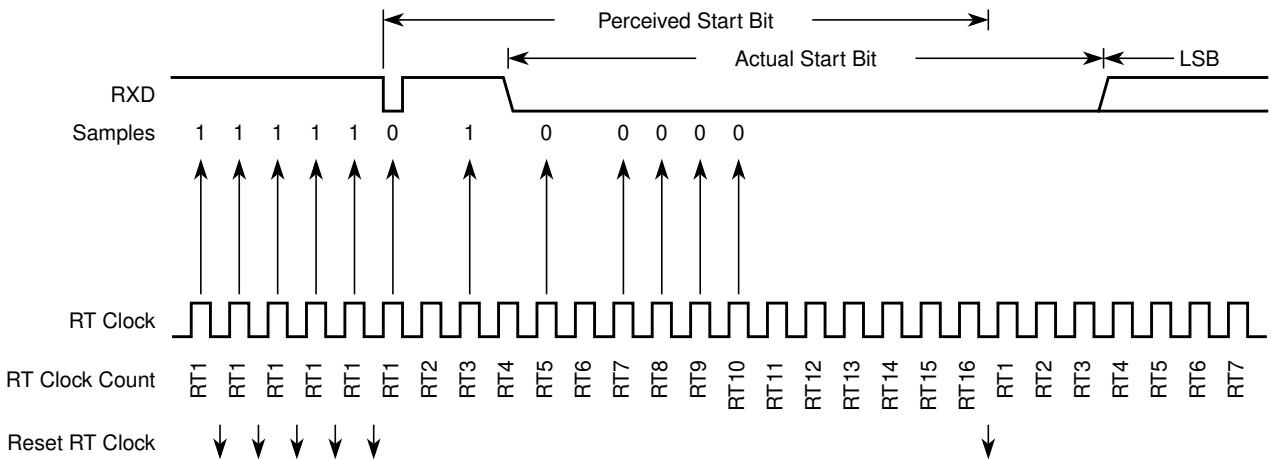 Perceived Start Bit
Actual Start Bit
LSB
RXD
Samples 1 1 1 1 1 0 1 0 0 0 0 0
RT Clock
RT Clock Count RT1 RT1 RT1 RT1 RT1 RT1 RT2 RT3 RT4 RT5 RT6 RT7 RT8 RT9 RT10 RT11 RT12 RT13 RT14 RT15 RT16 RT1 RT2 RT3 RT4 RT5 RT6 RT7
Reset RT Clock